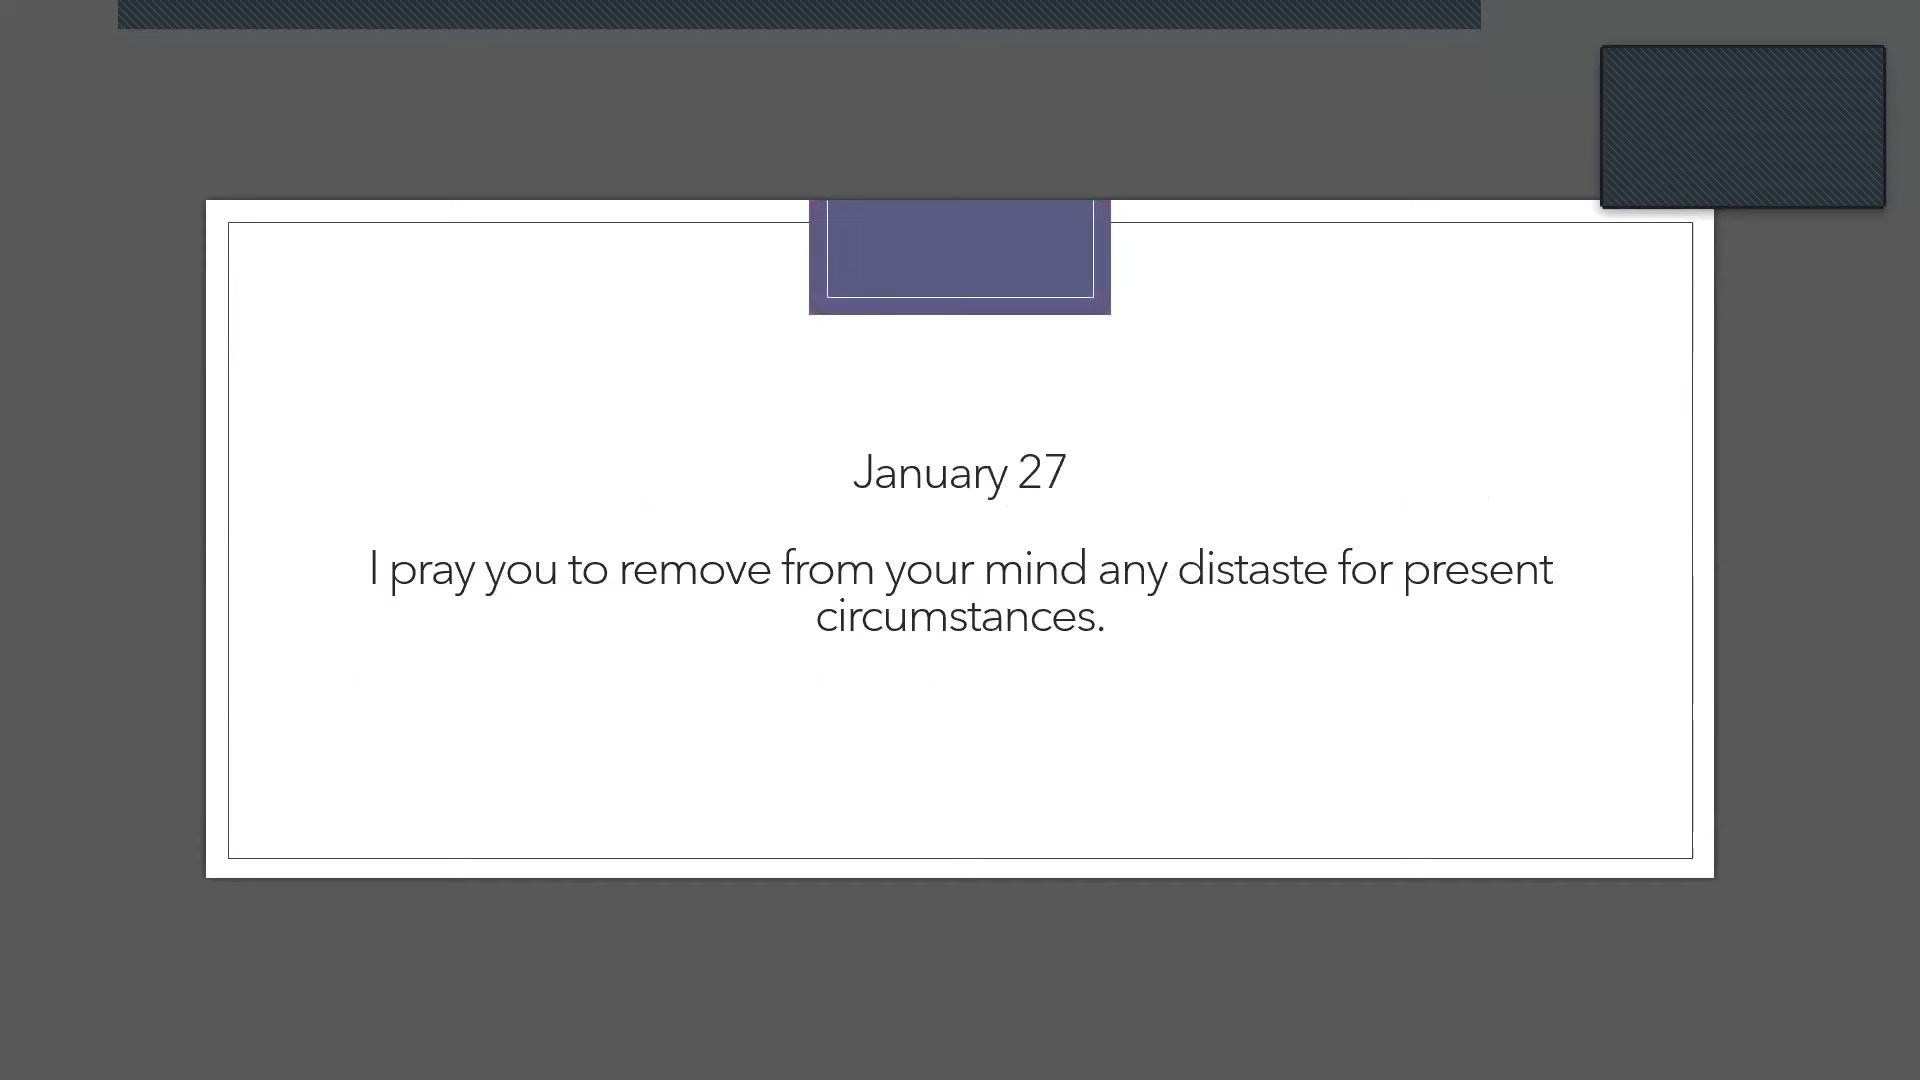 January 27
I pray you to remove from your mind any distaste for present
circumstances.